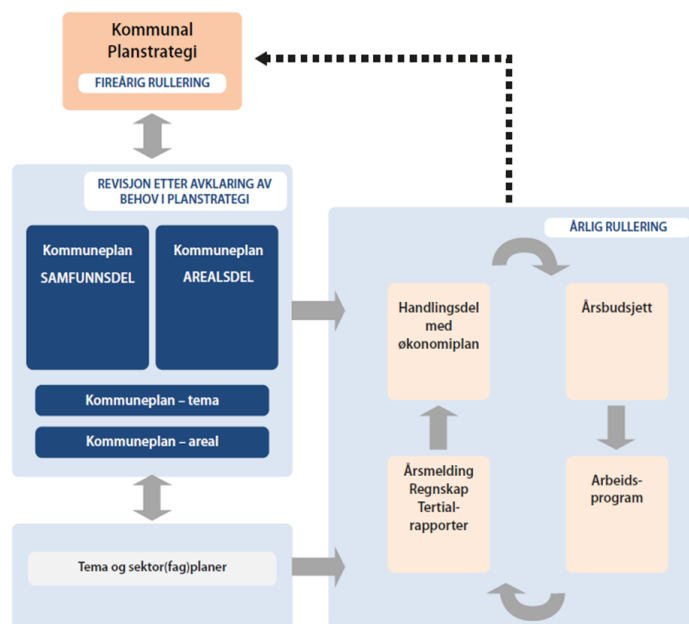 Kommunal
Planstrategi
FIREÅRIG RULLERING
REVISJON ETTER AVKLARING AV
BEHOV I PLANSTRATEGI
Kommuneplan
SAMFUNNSDEL
Kommuneplan
AREALSDEL
Kommuneplan – tema
Kommuneplan – areal
Tema og sektor(fag)planer
ÅRLIG RULLERING
Handlingsdel
med
økonomiplan
Årsbudsjett
Årsmelding
Regnskap
Tertial-
rapporter
Arbeids-
program